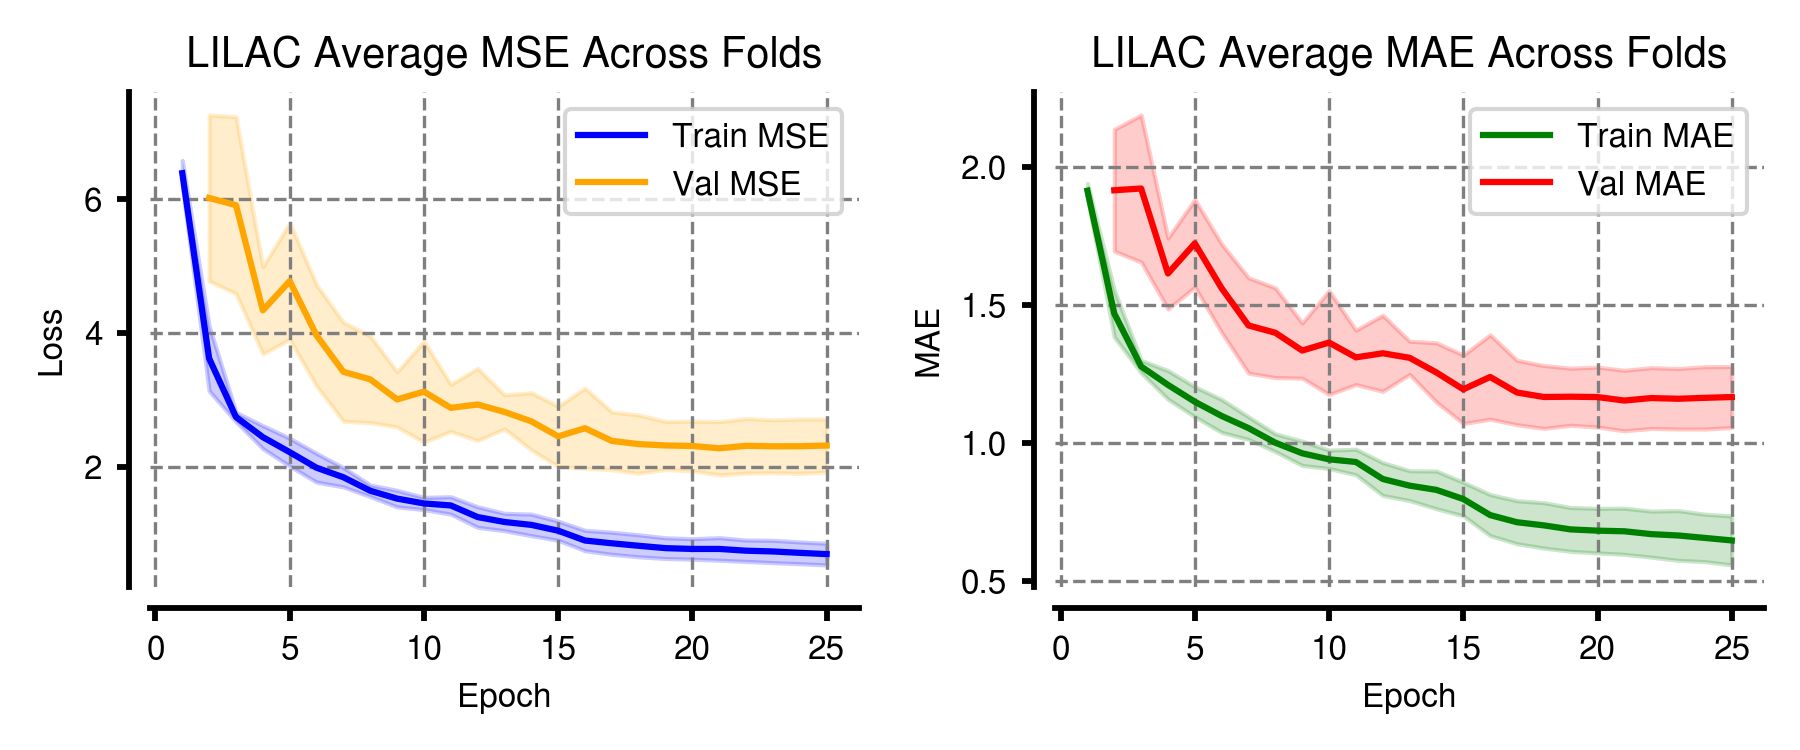 LILAC Average MSE Across Folds
Train MSE
Val MSE
6
4
2
Loss
0 5 10 15 20 25
Epoch
LILAC Average MAE Across Folds
Train MAE
Val MAE
2.0
1.5
1.0
0.5
MAE
0 5 10 15 20 25
Epoch